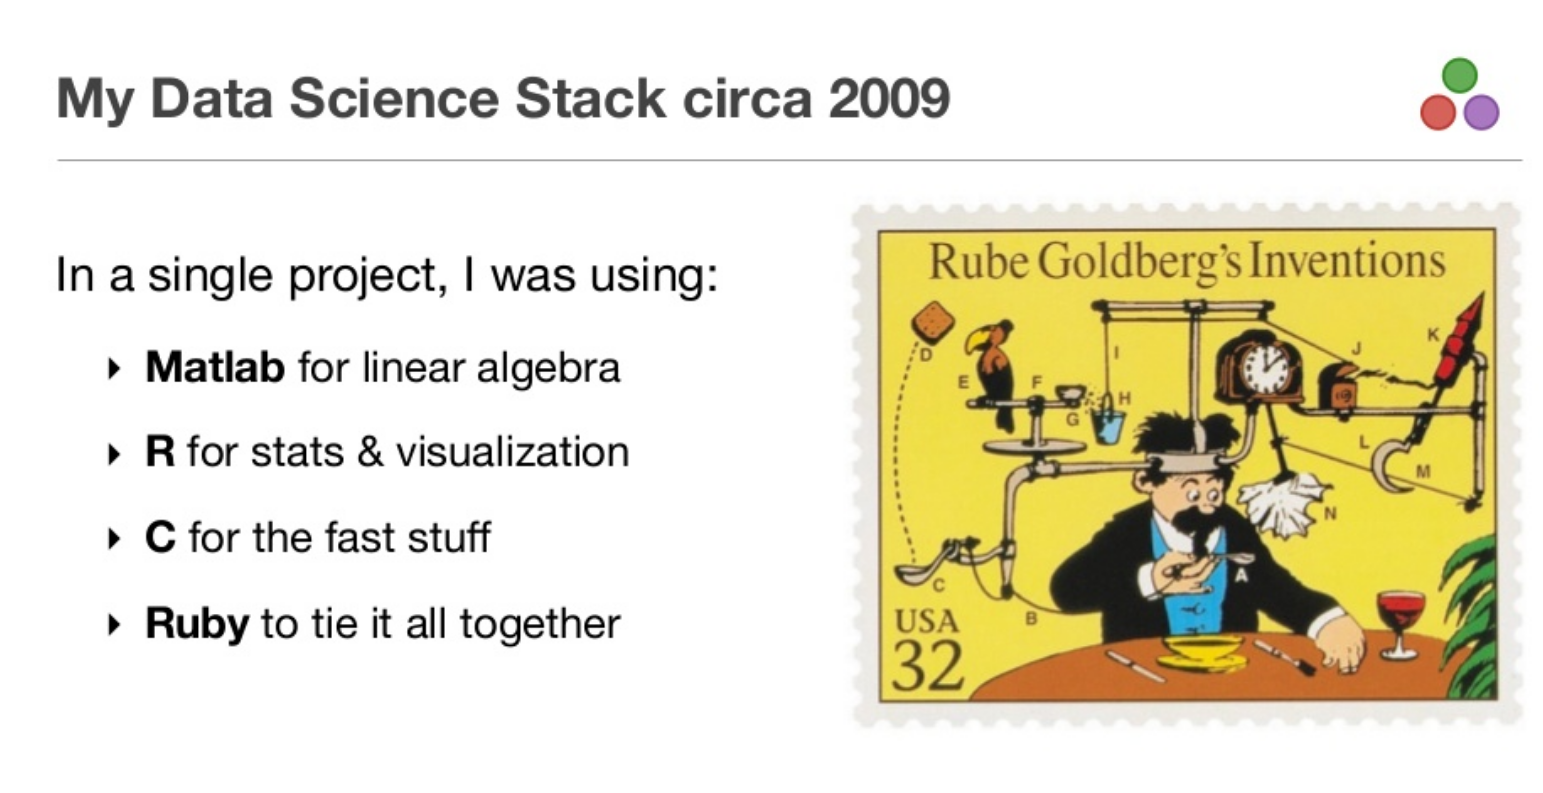 My Data Science Stack circa 2009
In a single project, I was using:
Matlab for linear algebra
R for stats & visualization
C for the fast stuff
Ruby to tie it all together
Rube Goldberg's Inventions
D
E
F
G
I
H
J
K
L
M
N
A
C
B
USA
32